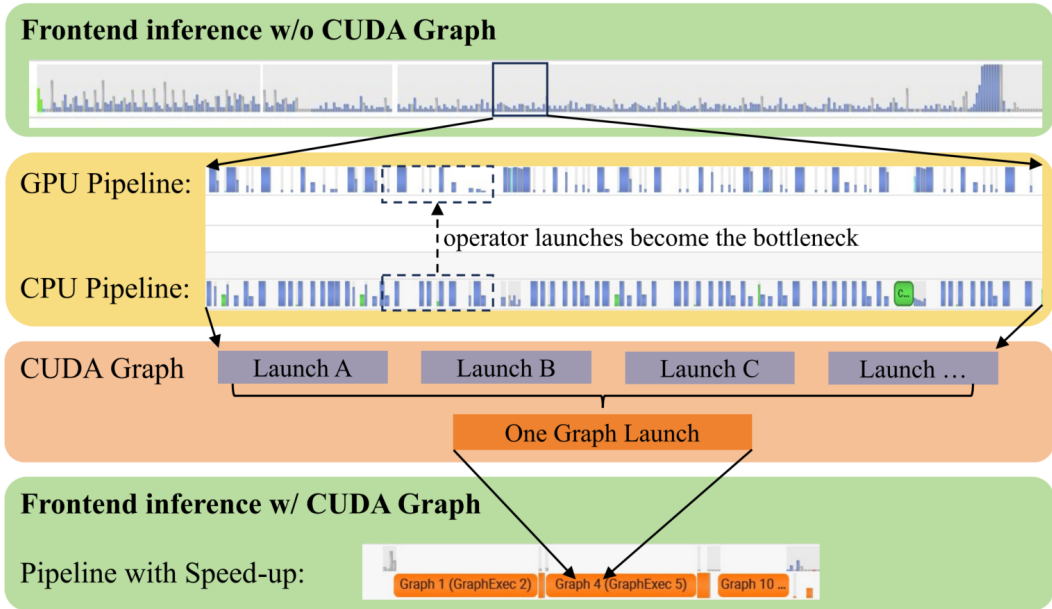 Frontend inference w/o CUDA Graph
GPU Pipeline:
operator launches become the bottleneck
CPU Pipeline:
C...
CUDA Graph
Launch A
Launch B
Launch C
Launch …
One Graph Launch
Frontend inference w/ CUDA Graph
Pipeline with Speed-up:
Graph 1 (GraphExec 2)
Graph 4 (GraphExec 5)
Graph 10 ...